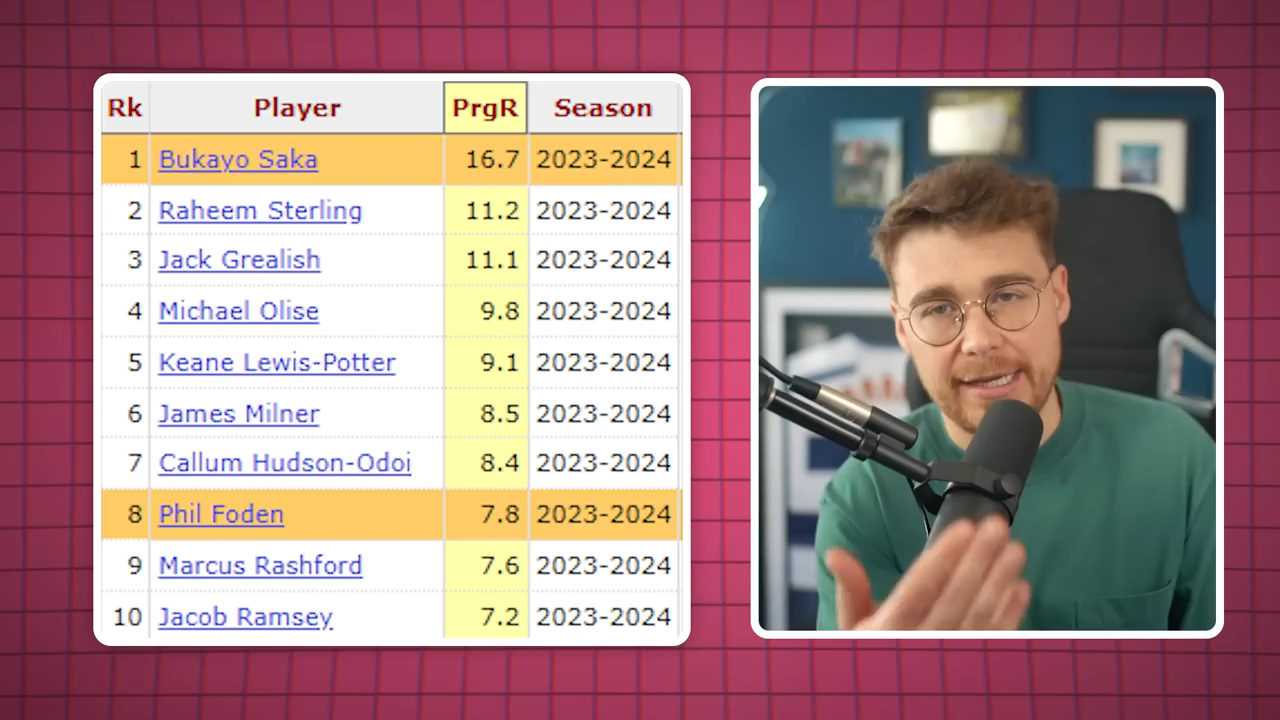 Rk Player PrgR Season
1 Bukayo Saka 16.7 2023-2024
2 Raheem Sterling 11.2 2023-2024
3 Jack Grealish 11.1 2023-2024
4 Michael Olise 9.8 2023-2024
5 Keane Lewis-Potter 9.1 2023-2024
6 James Milner 8.5 2023-2024
7 Callum Hudson-Odoi 8.4 2023-2024
8 Phil Foden 7.8 2023-2024
9 Marcus Rashford 7.6 2023-2024
10 Jacob Ramsey 7.2 2023-2024